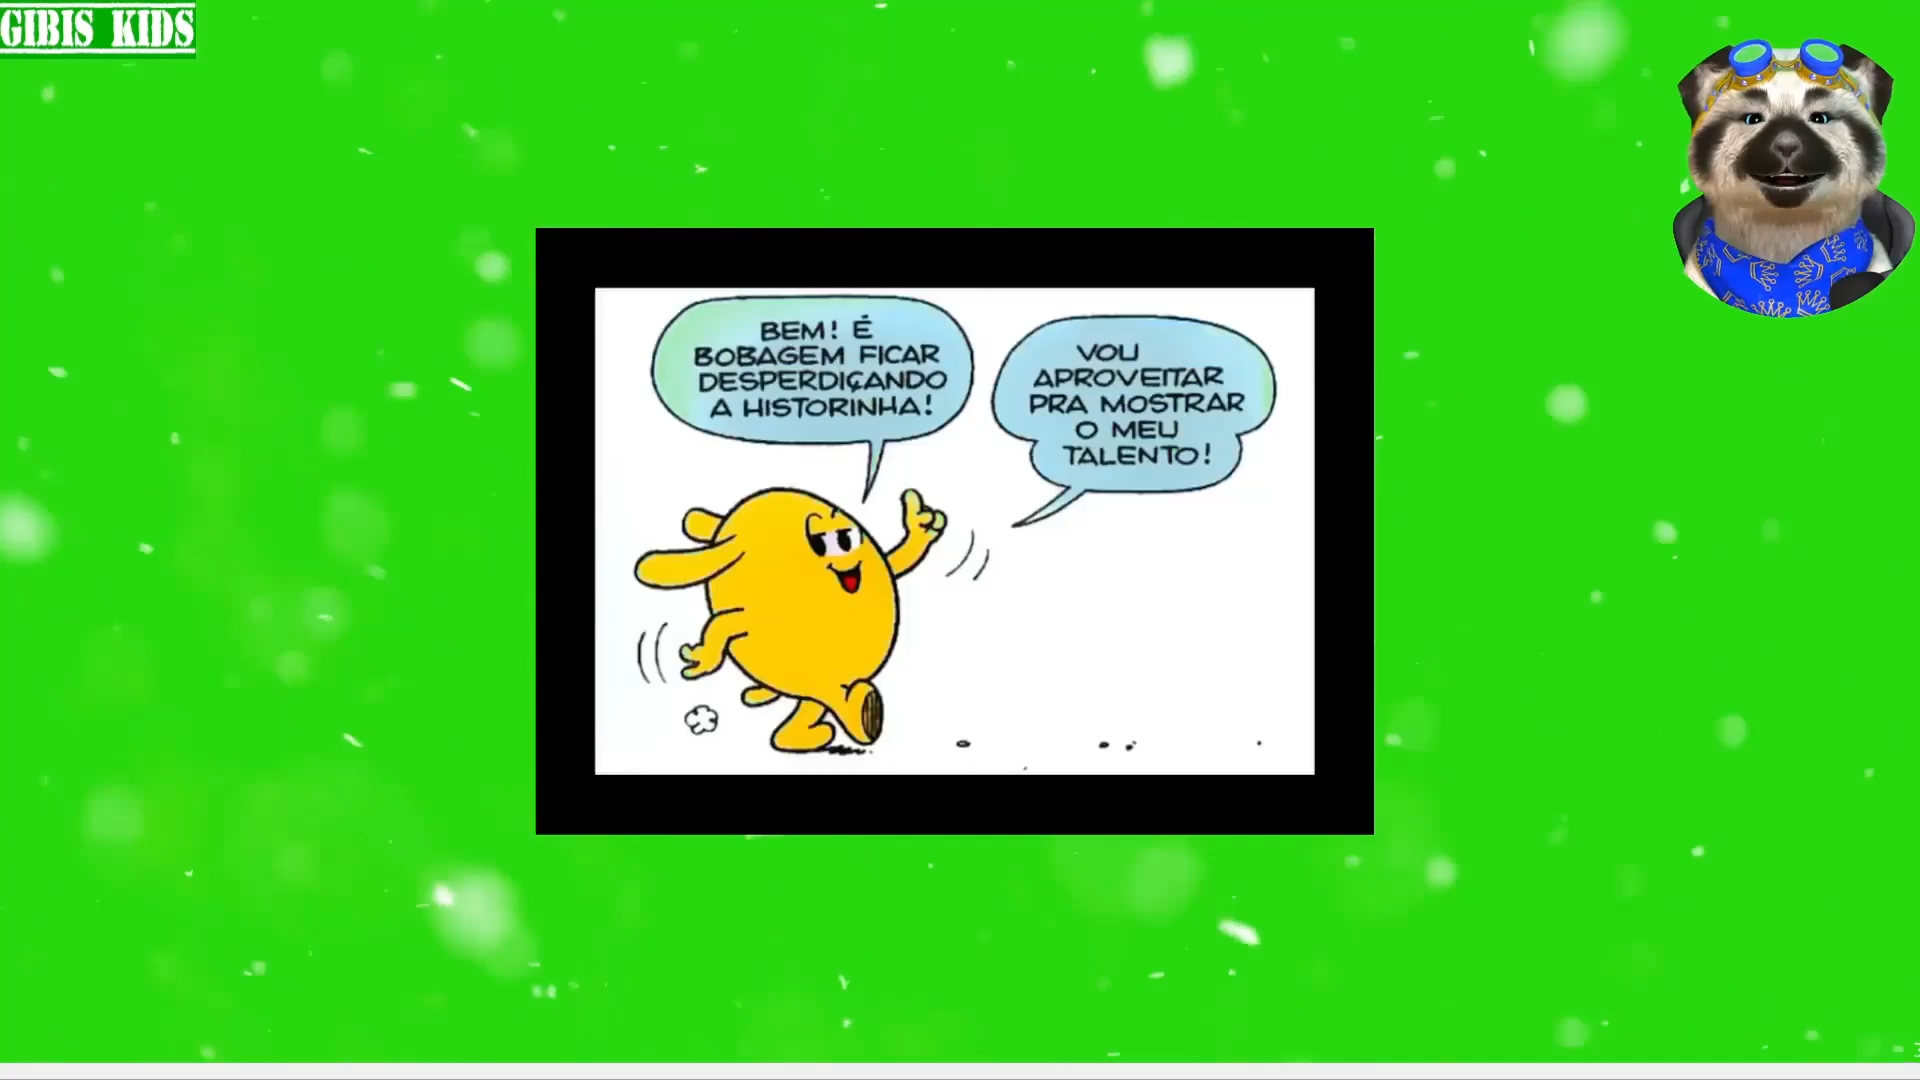 GIBIS KIDS
BEM! É
BOBAGEM FICAR
DESPERDIÇANDO
A HISTORINHA!
VOU
APROVEITAR
PRA MOSTRAR
O MEU
TALENTO!